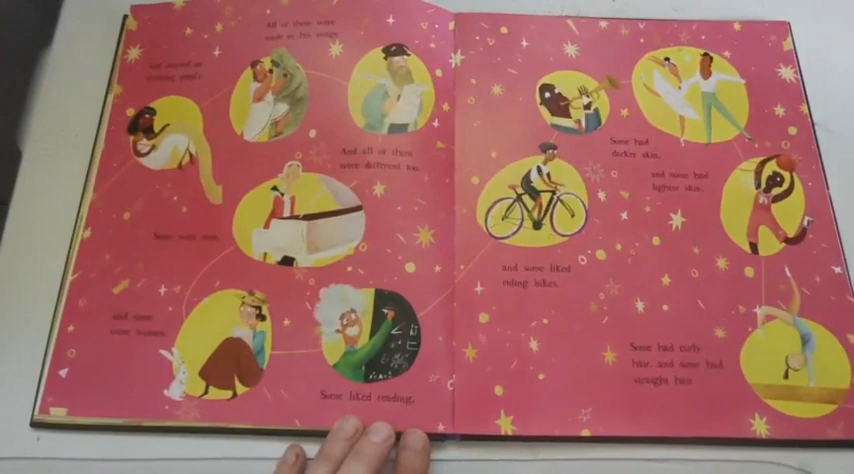 All of them were
made in his image
And all of them
were different too.
Some were men,
and some
were women.
Some liked reading,
and some liked
riding bikes.
Some had
darker skin,
and some had
lighter skin.
Some had curly
hair, and some had
straight hair.